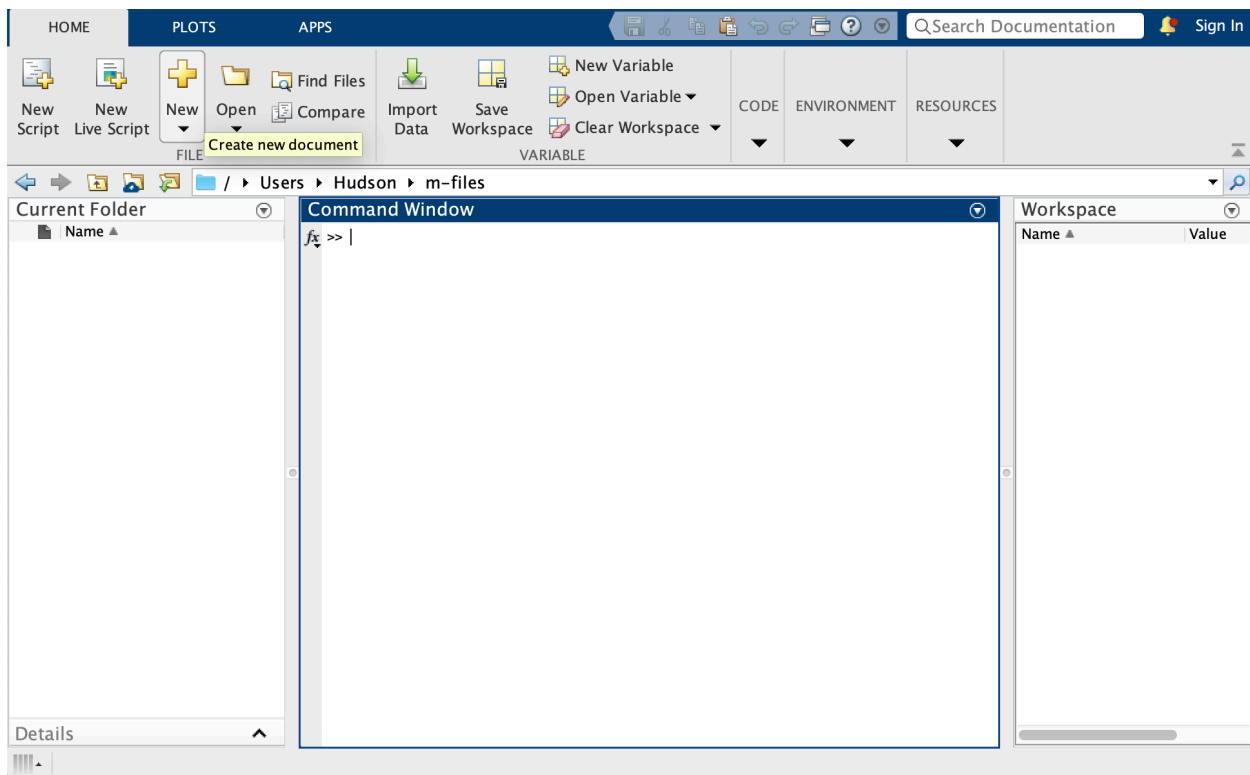 HOME PLOTS APPS Search Documentation Sign In
New Script
New Live Script
New
Open
Find Files
Compare
Import Data
Save Workspace
New Variable
Open Variable
Clear Workspace
CODE
ENVIRONMENT
RESOURCES
Create new document
FILE
VARIABLE
/ Users Hudson m-files
Current Folder
Name
Command Window
fx >>
Workspace
Name Value
Details